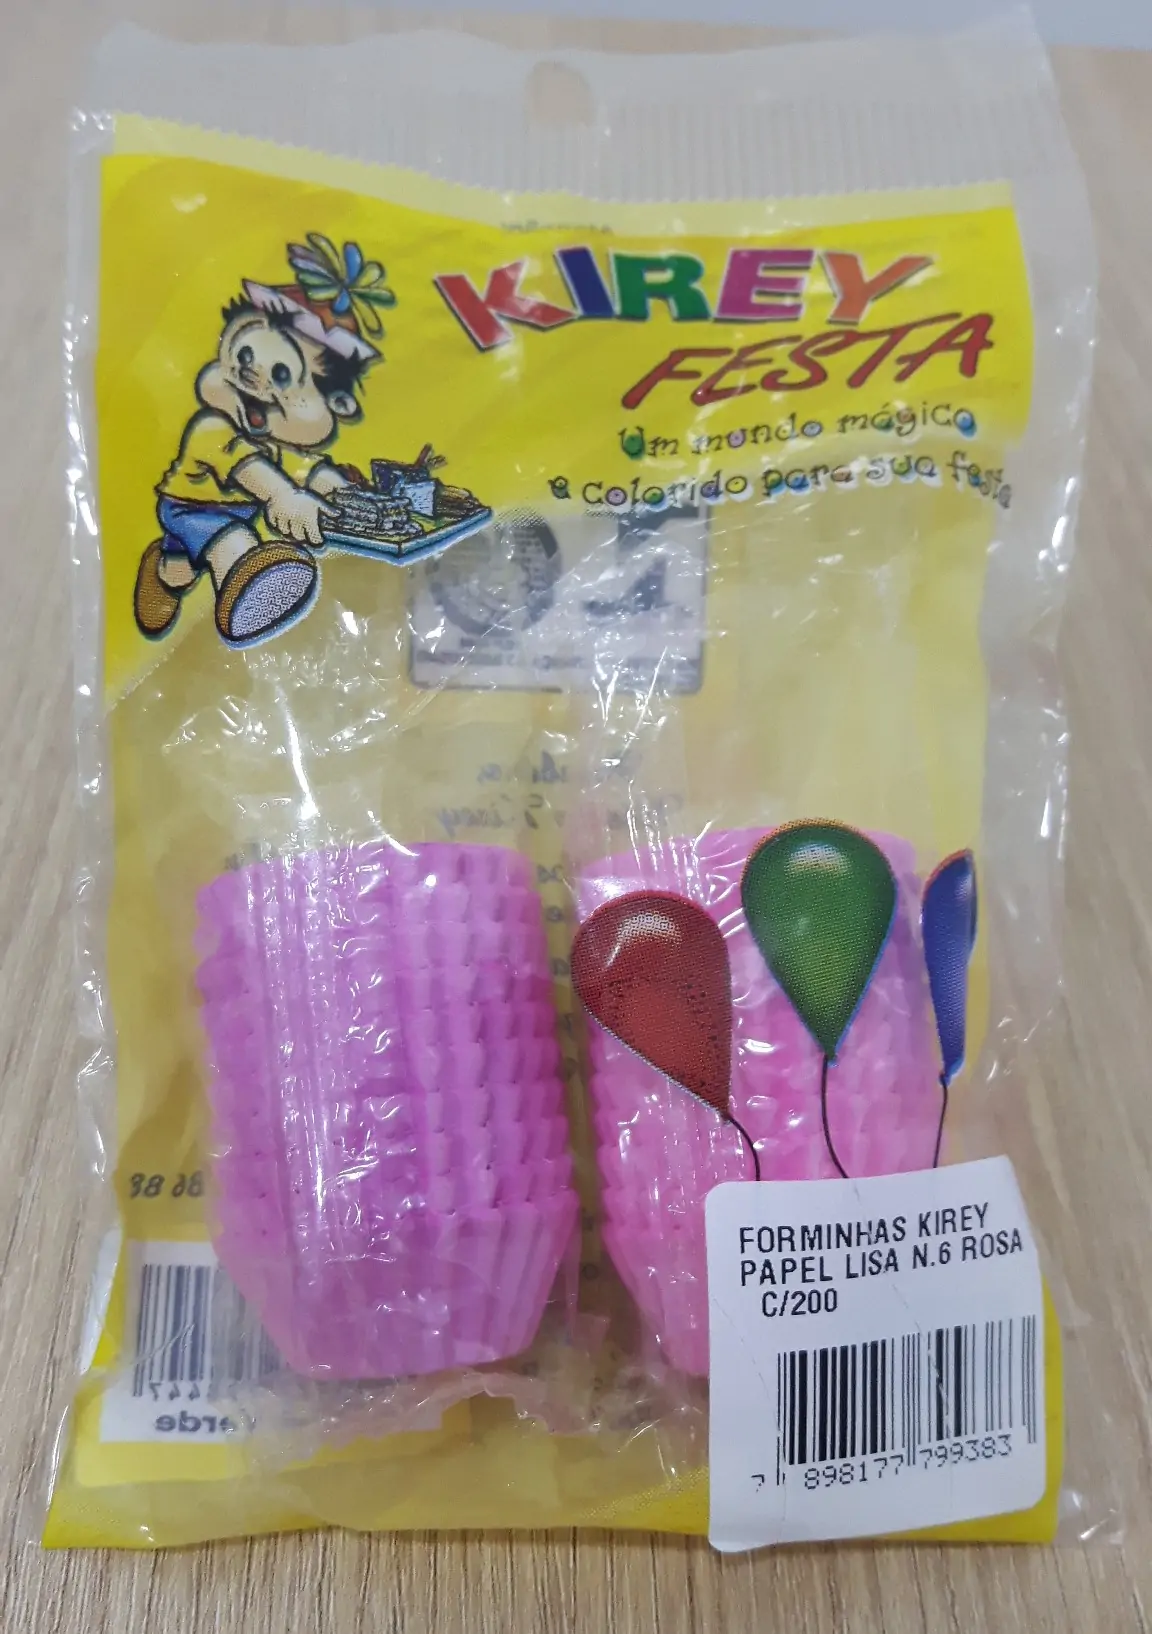 KIREY
FESTA
Um mundo mágico
e colorido para sua festa
FORMINHAS KIREY
PAPEL LISA N.6 ROSA
C/200
7 898177 799383